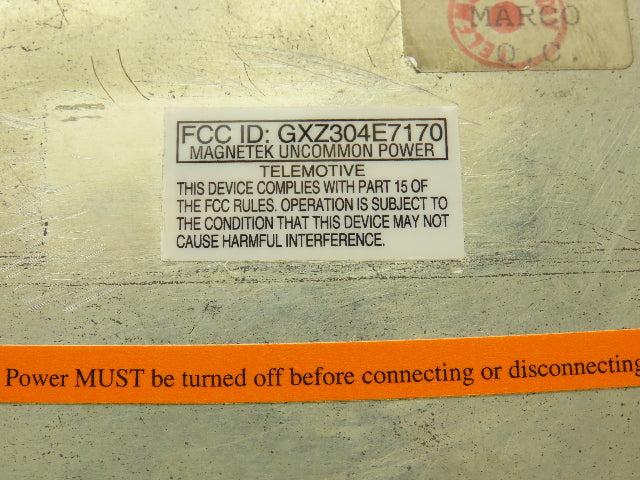 MARCO
Q.C.
FCC ID: GXZ304E7170
MAGNETEK UNCOMMON POWER
TELEMOTIVE
THIS DEVICE COMPLIES WITH PART 15 OF
THE FCC RULES. OPERATION IS SUBJECT TO
THE CONDITION THAT THIS DEVICE MAY NOT
CAUSE HARMFUL INTERFERENCE.
Power MUST be turned off before connecting or disconnecting